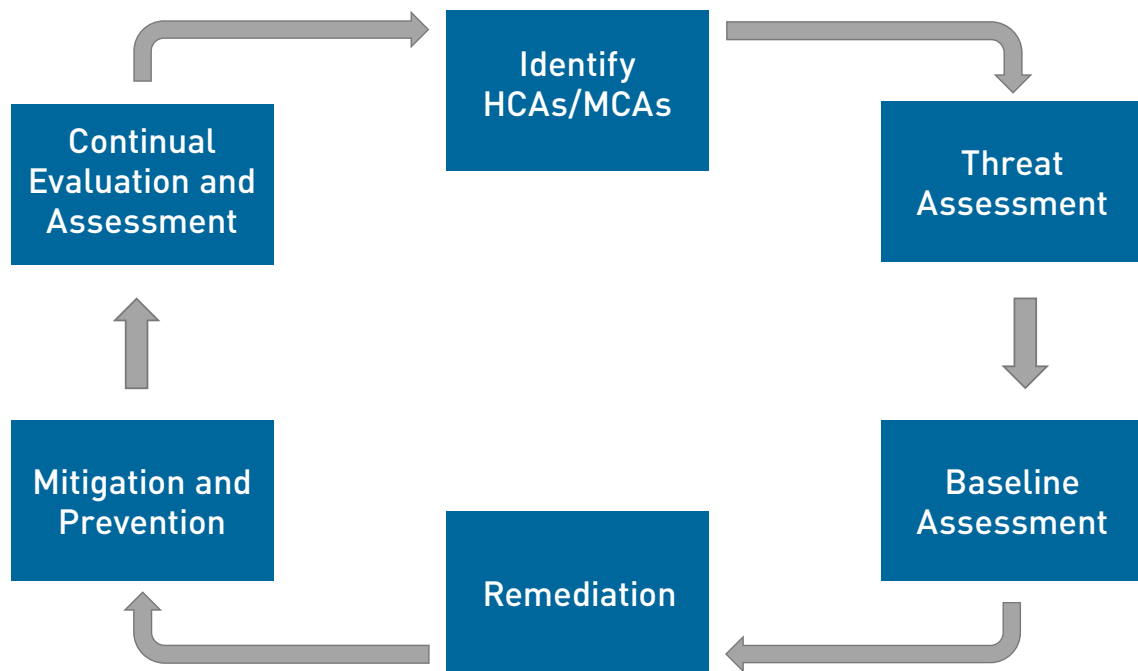 Identify
HCAs/MCAs
Threat
Assessment
Baseline
Assessment
Remediation
Mitigation and
Prevention
Continual
Evaluation and
Assessment